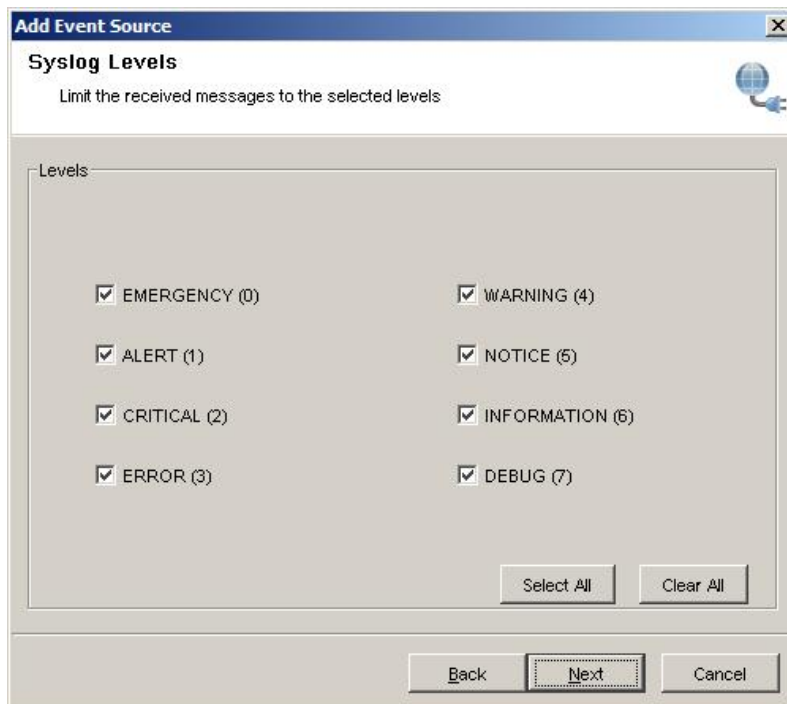 Add Event Source
Syslog Levels
Limit the received messages to the selected levels
Levels
EMERGENCY (0)
WARNING (4)
ALERT (1)
NOTICE (5)
CRITICAL (2)
INFORMATION (6)
ERROR (3)
DEBUG (7)
Select All
Clear All
Back
Next
Cancel